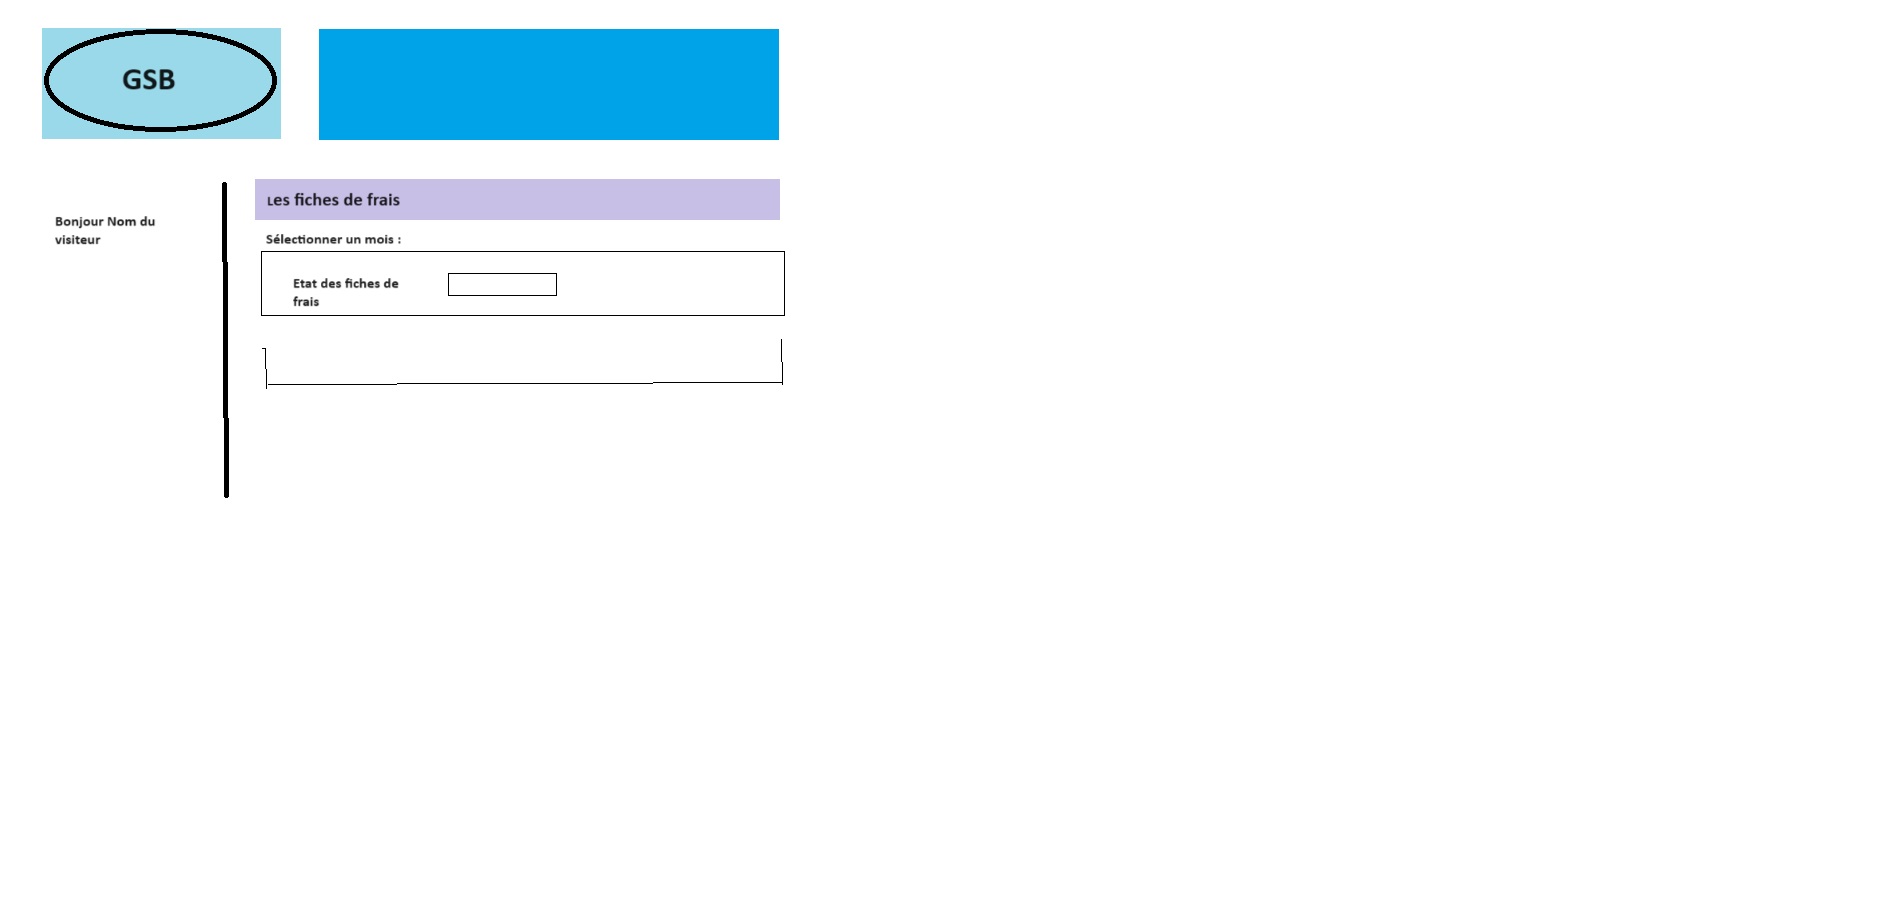 GSB
Les fiches de frais
Bonjour Nom du
visiteur
Sélectionner un mois :
Etat des fiches de
frais